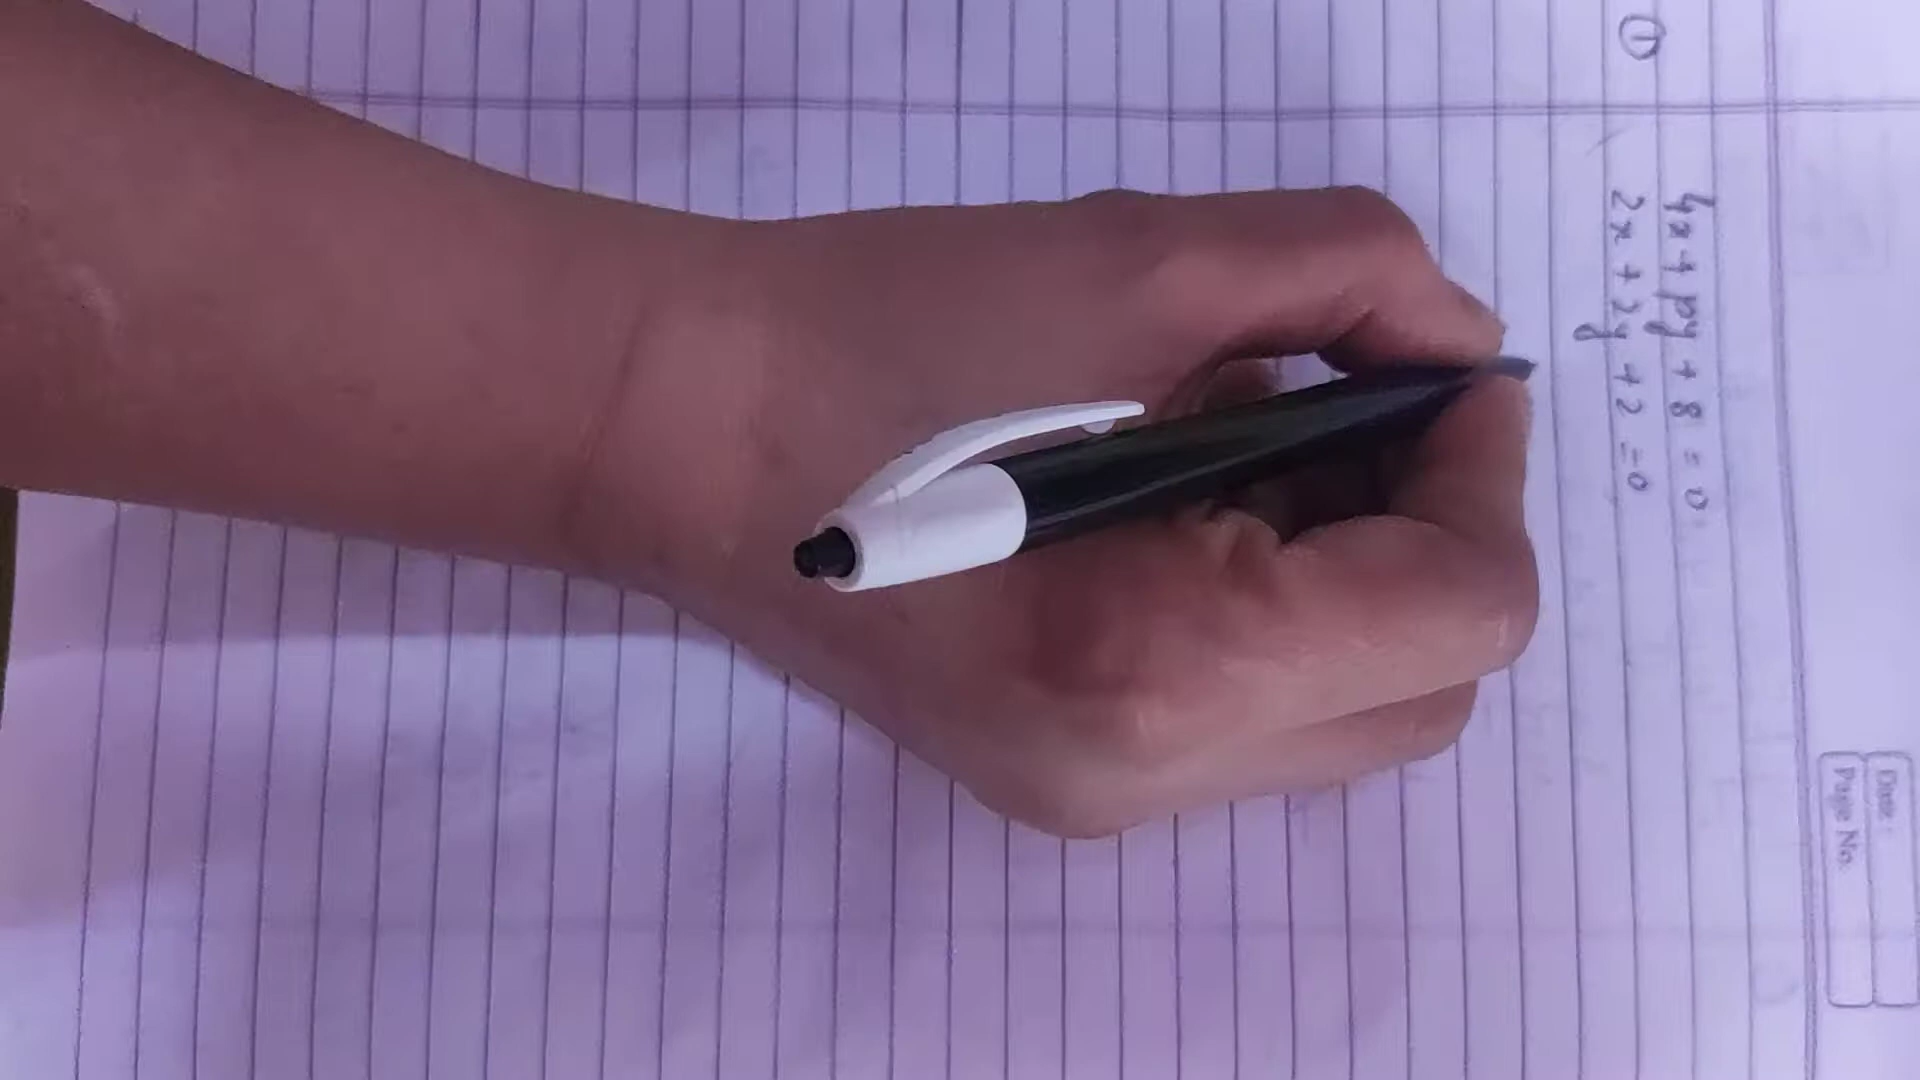 Date :
Page No.
① 4x + py + 8 = 0
2x + 2y + 2 = 0